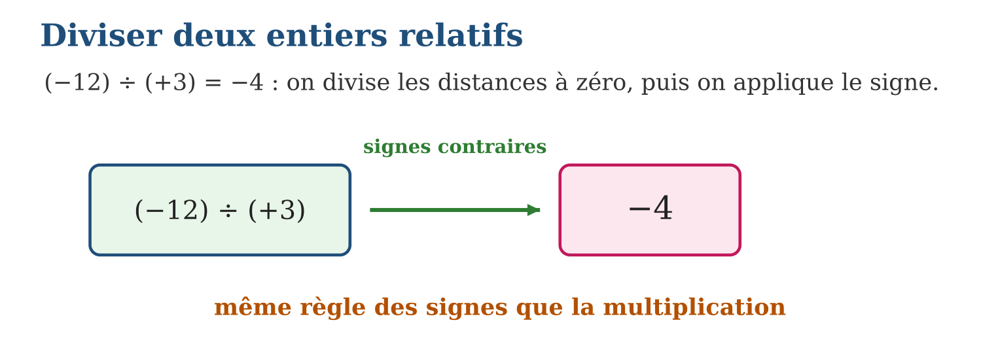 Diviser deux entiers relatifs
(−12) ÷ (+3) = −4 : on divise les distances à zéro, puis on applique le signe.
signes contraires
(−12) ÷ (+3)
−4
même règle des signes que la multiplication